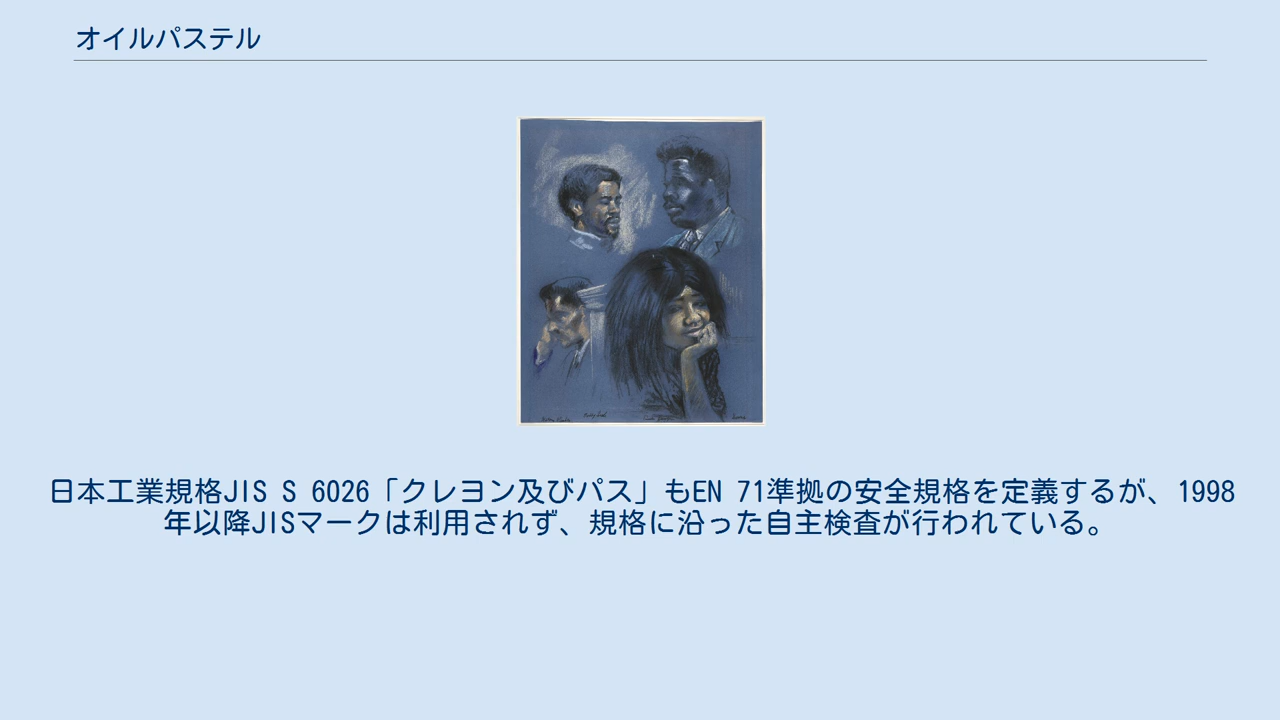 オイルパステル
日本工業規格JIS S 6026「クレヨン及びパス」もEN 71準拠の安全規格を定義するが、1998
年以降JISマークは利用されず、規格に沿った自主検査が行われている。